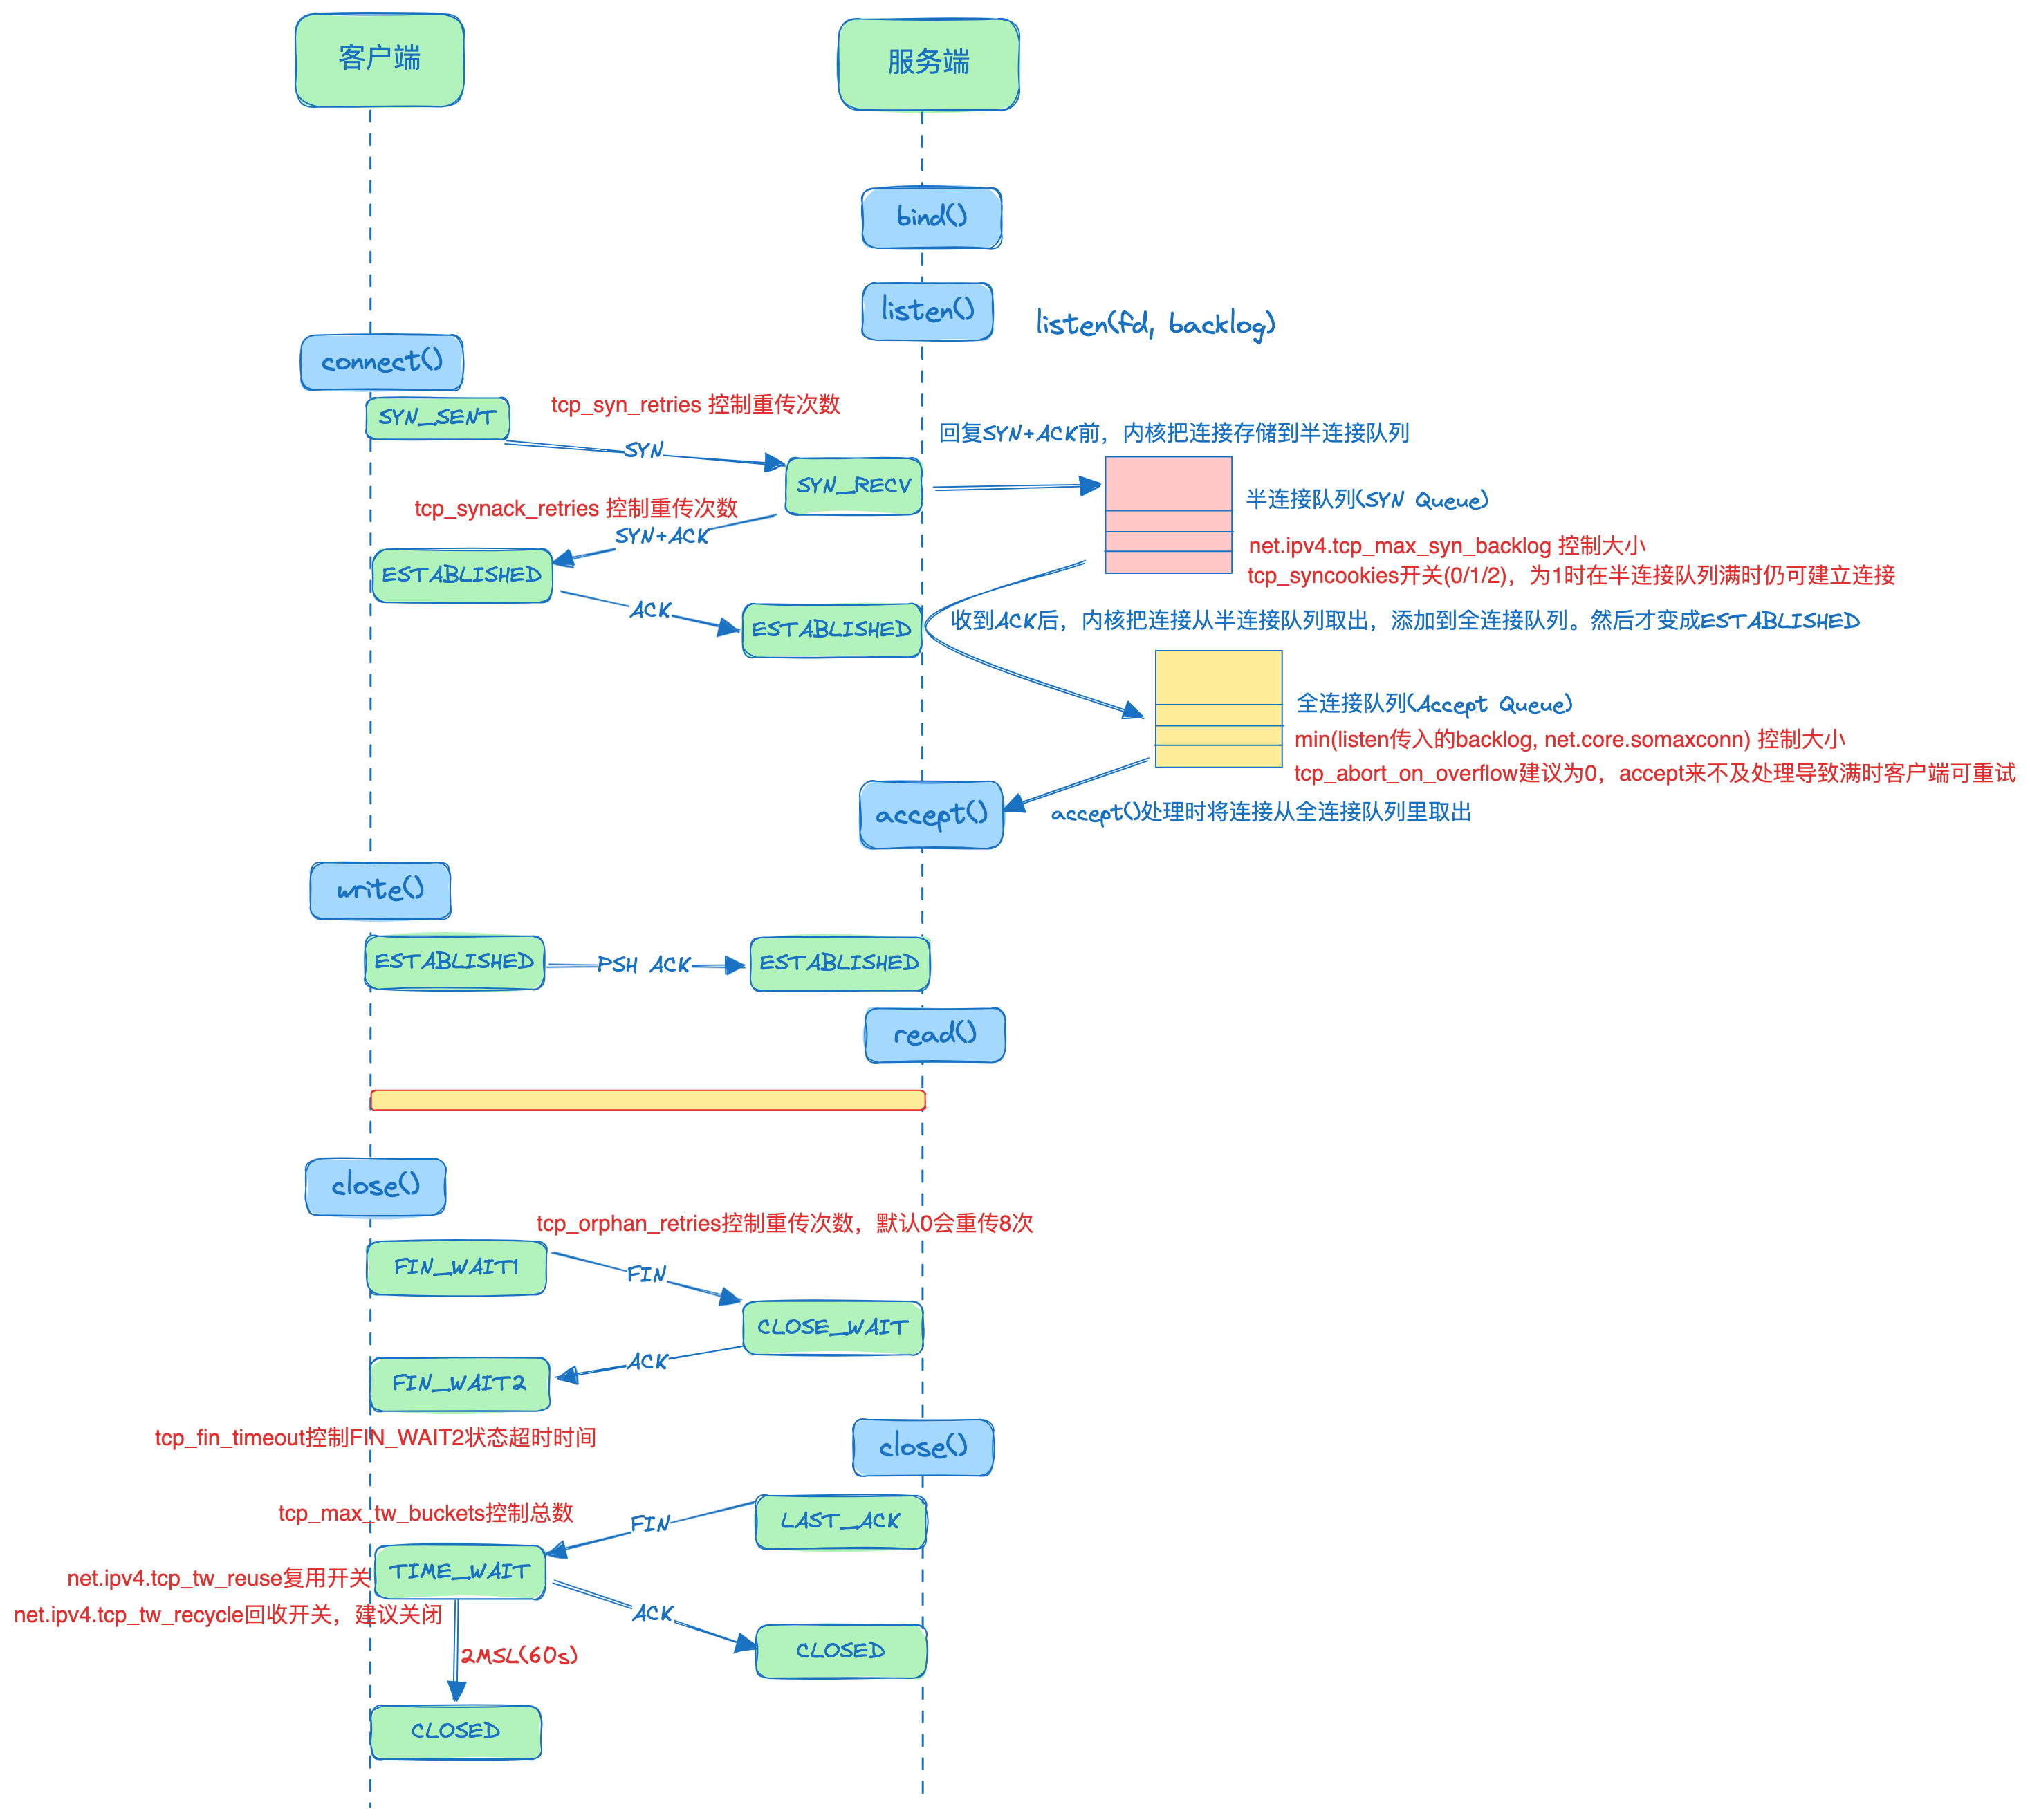 客户端
服务端
bind()
listen()
listen(fd, backlog)
connect()
SYN_SENT
tcp_syn_retries 控制重传次数
SYN
回复SYN+ACK前，内核把连接存储到半连接队列
SYN_RECV
半连接队列(SYN Queue)
tcp_synack_retries 控制重传次数
SYN+ACK
net.ipv4.tcp_max_syn_backlog 控制大小
tcp_syncookies开关(0/1/2)，为1时在半连接队列满时仍可建立连接
ESTABLISHED
ACK
ESTABLISHED
收到ACK后，内核把连接从半连接队列取出，添加到全连接队列。然后才变成ESTABLISHED
全连接队列(Accept Queue)
min(listen传入的backlog, net.core.somaxconn) 控制大小
tcp_abort_on_overflow建议为0，accept来不及处理导致满时客户端可重试
accept()
accept()处理时将连接从全连接队列里取出
write()
ESTABLISHED
PSH ACK
ESTABLISHED
read()
close()
tcp_orphan_retries控制重传次数，默认0会重传8次
FIN_WAIT1
FIN
CLOSE_WAIT
ACK
FIN_WAIT2
tcp_fin_timeout控制FIN_WAIT2状态超时时间
close()
tcp_max_tw_buckets控制总数
FIN
LAST_ACK
TIME_WAIT
net.ipv4.tcp_tw_reuse复用开关
net.ipv4.tcp_tw_recycle回收开关，建议关闭
ACK
2MSL(60s)
CLOSED
CLOSED